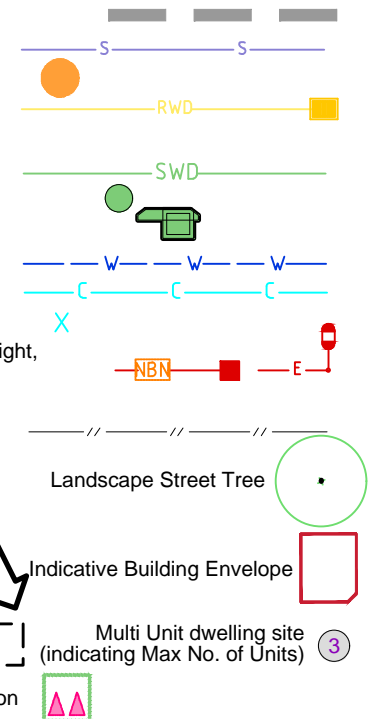 S S
RWD
SWD
W W W
C C C
X
ight,
NBN E
// // //
Landscape Street Tree
Indicative Building Envelope
Multi Unit dwelling site
(indicating Max No. of Units) 3
on